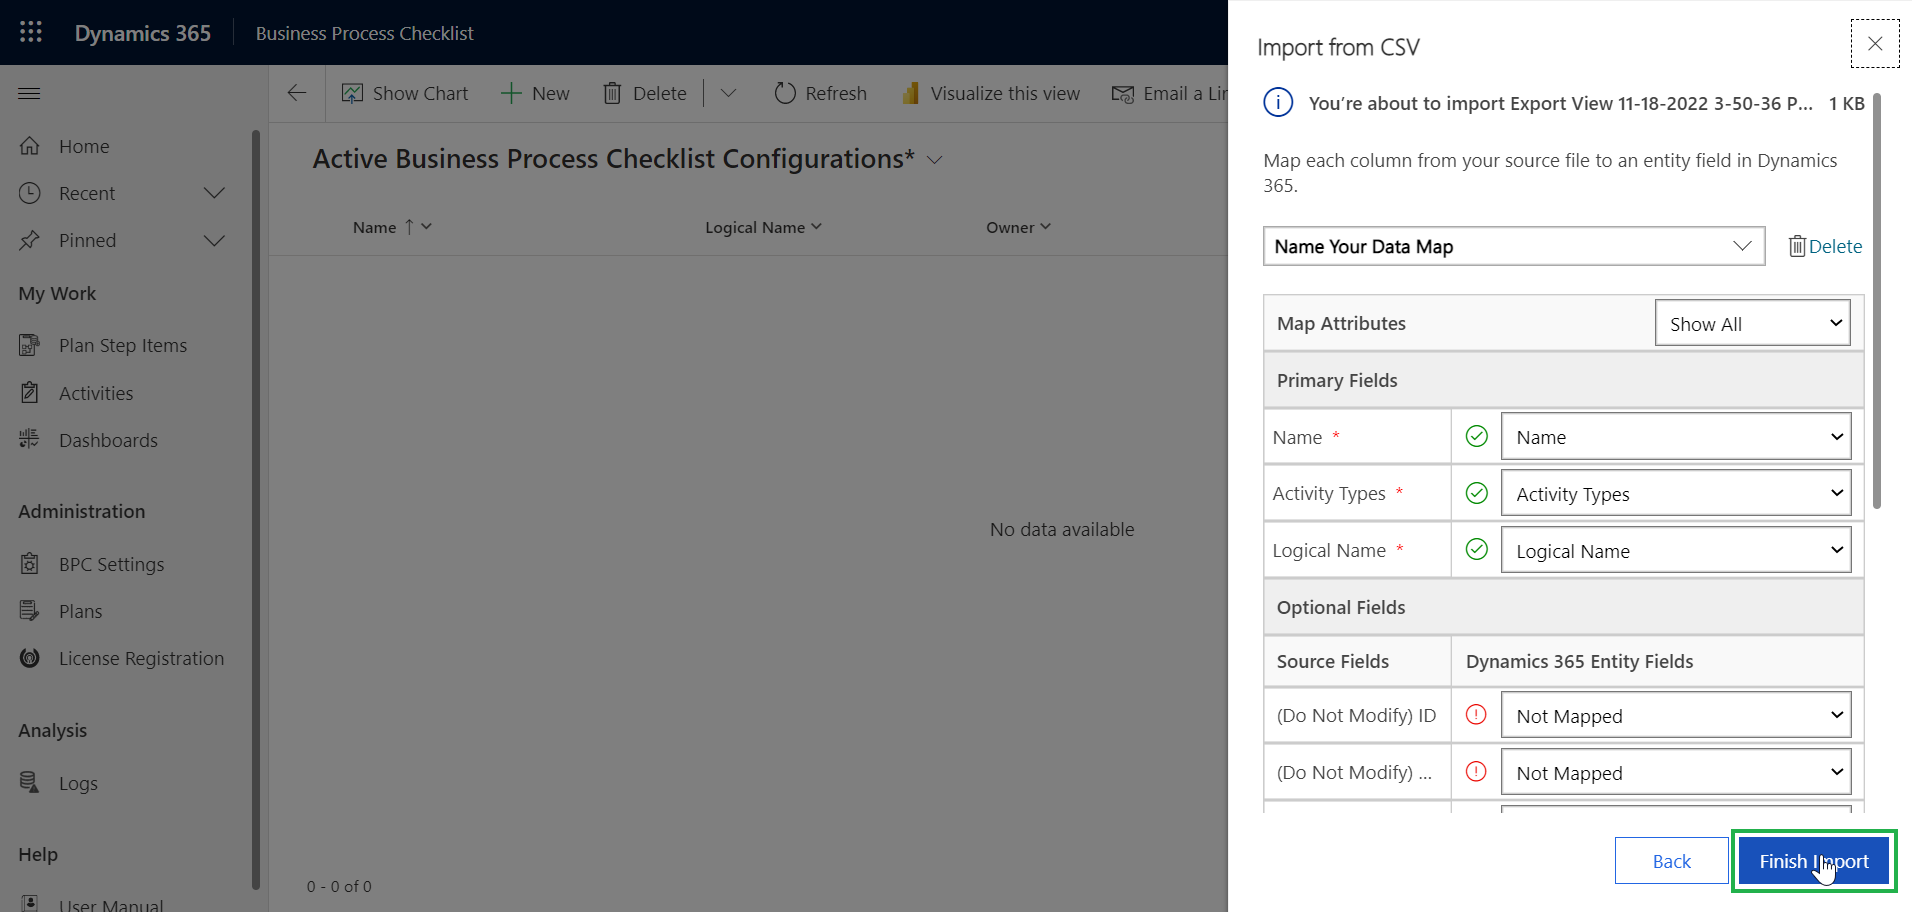 Dynamics 365
Business Process Checklist
Show Chart
New
Delete
Refresh
Visualize this view
Email a Lin
Home
Recent
Pinned
My Work
Plan Step Items
Activities
Dashboards
Administration
BPC Settings
Plans
License Registration
Analysis
Logs
Help
User Manual
Active Business Process Checklist Configurations*
Name
Logical Name
Owner
No data available
0 - 0 of 0
Import from CSV
You're about to import Export View 11-18-2022 3-50-36 P... 1 KB
Map each column from your source file to an entity field in Dynamics
365.
Name Your Data Map
Delete
Map Attributes
Show All
Primary Fields
Name *
Name
Activity Types *
Activity Types
Logical Name *
Logical Name
Optional Fields
Source Fields
Dynamics 365 Entity Fields
(Do Not Modify) ID
Not Mapped
(Do Not Modify) ...
Not Mapped
Back
Finish Import